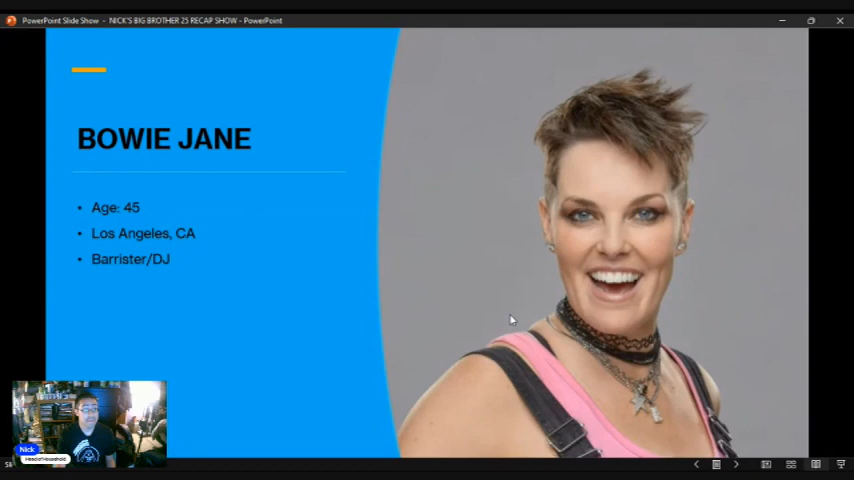 PowerPoint Slide Show - NICK'S BIG BROTHER 25 RECAP SHOW - PowerPoint
BOWIE JANE
• Age: 45
• Los Angeles, CA
• Barrister/DJ
Nick
HeadofHousehold